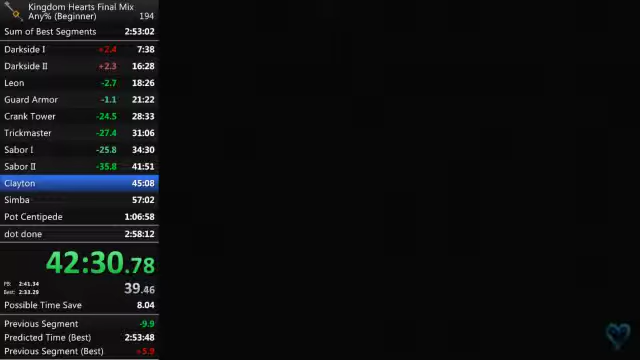 Kingdom Hearts Final Mix
Any% (Beginner) 194
Sum of Best Segments 2:53:02
Darkside I +2.4 7:38
Darkside II +2.3 16:28
Leon -2.7 18:26
Guard Armor -1.1 21:22
Crank Tower -24.5 28:33
Trickmaster -27.4 31:06
Sabor I -25.8 34:30
Sabor II -35.8 41:51
Clayton 45:08
Simba 57:02
Pot Centipede 1:06:58
dot done 2:58:12
42:30.78
PB: 2:41.34 39.46
Best: 2:33.29
Possible Time Save 8.04
Previous Segment -9.9
Predicted Time (Best) 2:53:48
Previous Segment (Best) +5.9